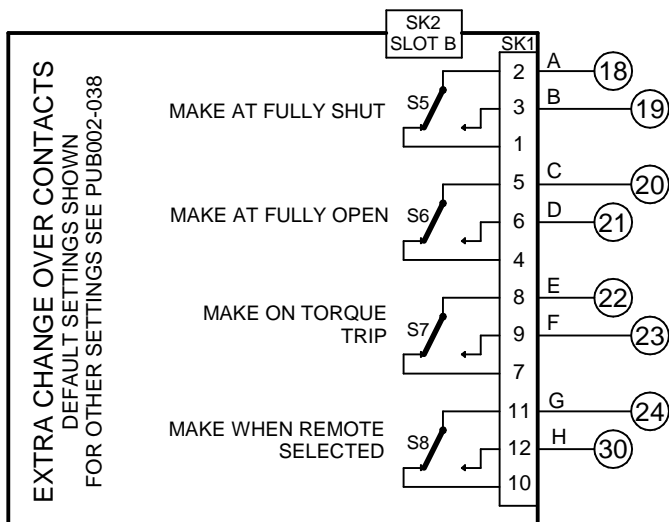 SK2
SLOT B
SK1
EXTRA CHANGE OVER CONTACTS
DEFAULT SETTINGS SHOWN
FOR OTHER SETTINGS SEE PUB002-038
MAKE AT FULLY SHUT
S5
2 A 18
3 B 19
1
MAKE AT FULLY OPEN
S6
5 C 20
6 D 21
4
MAKE ON TORQUE
TRIP
S7
8 E 22
9 F 23
7
MAKE WHEN REMOTE
SELECTED
S8
11 G 24
12 H 30
10